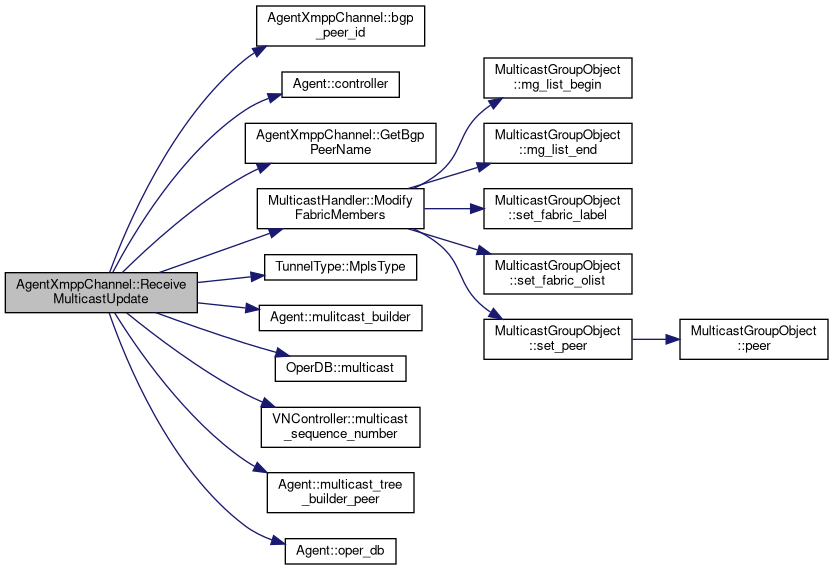 AgentXmppChannel::bgp
_peer_id
Agent::controller
AgentXmppChannel::GetBgp
PeerName
MulticastHandler::Modify
FabricMembers
TunnelType::MplsType
Agent::mulitcast_builder
OperDB::multicast
VNController::multicast
_sequence_number
Agent::multicast_tree
_builder_peer
Agent::oper_db
AgentXmppChannel::Receive
MulticastUpdate
MulticastGroupObject
::mg_list_begin
MulticastGroupObject
::mg_list_end
MulticastGroupObject
::set_fabric_label
MulticastGroupObject
::set_fabric_olist
MulticastGroupObject
::set_peer
MulticastGroupObject
::peer